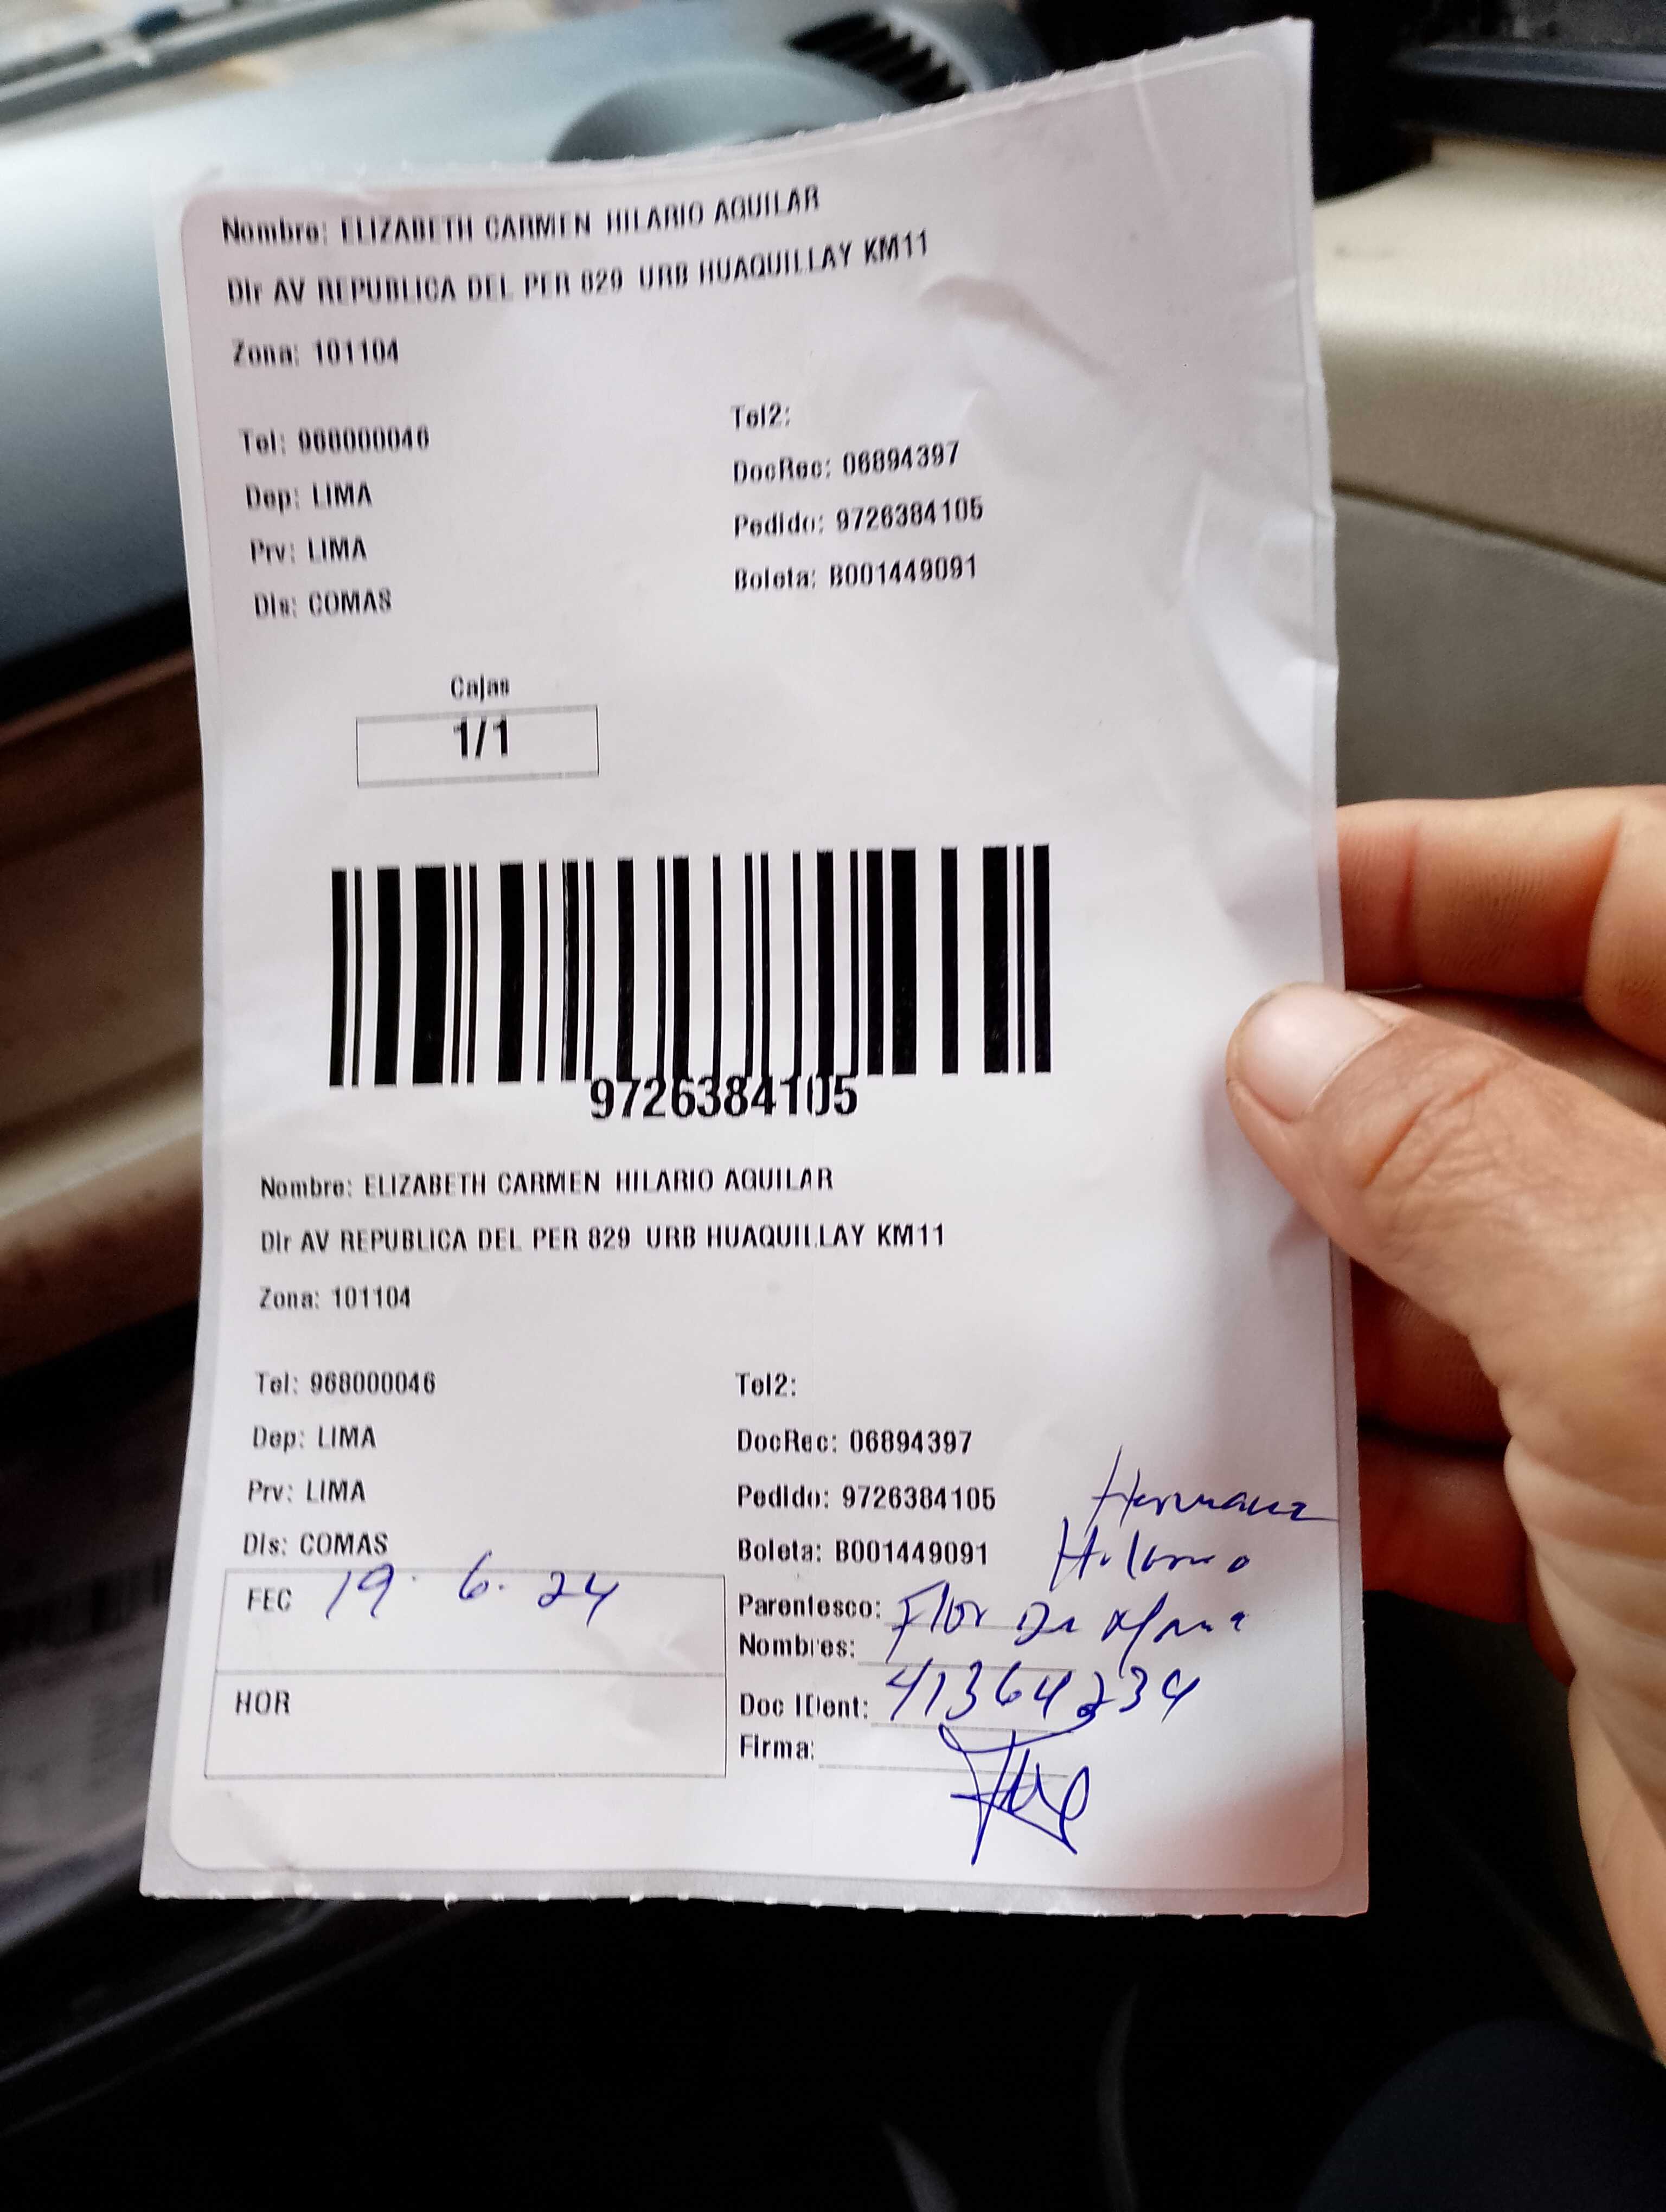 Nombre: ELIZABETH CARMEN HILARIO AGUILAR
Dir AV REPUBLICA DEL PER 829 URB HUAQUILLAY KM11
Zona: 101104
Tel: 968000046
Tel2:
Dep: LIMA
DocRec: 06894397
Prv: LIMA
Pedido: 9726384105
Dis: COMAS
Boleta: B001449091
Cajas
1/1
9726384105
Nombre: ELIZABETH CARMEN HILARIO AGUILAR
Dir AV REPUBLICA DEL PER 829 URB HUAQUILLAY KM11
Zona: 101104
Tel: 968000046
Tel2:
Dep: LIMA
DocRec: 06894397
Prv: LIMA
Pedido: 9726384105
Hermana
Dis: COMAS
Boleta: B001449091
Hilario
FEC 19. 6. 24
Parentesco: Flor De Maria
Nombres:
HOR
Doc IDent: 41364234
Firma: